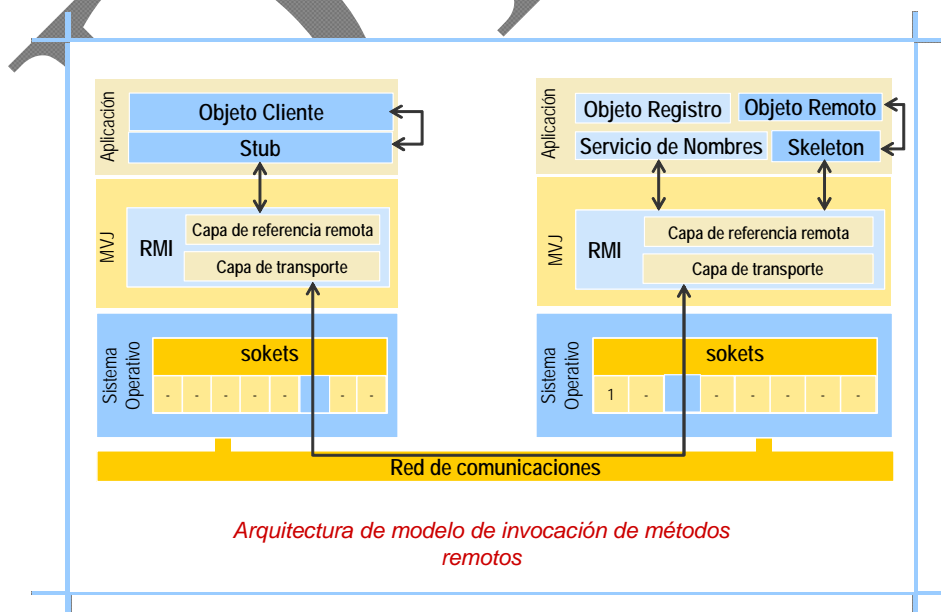 Aplicación
Objeto Cliente
Stub
MVJ
RMI
Capa de referencia remota
Capa de transporte
Sistema
Operativo
sokets
- - - - - - -
Aplicación
Objeto Registro
Objeto Remoto
Servicio de Nombres
Skeleton
MVJ
RMI
Capa de referencia remota
Capa de transporte
Sistema
Operativo
sokets
1 - - - - - -
Red de comunicaciones
Arquitectura de modelo de invocación de métodos
remotos